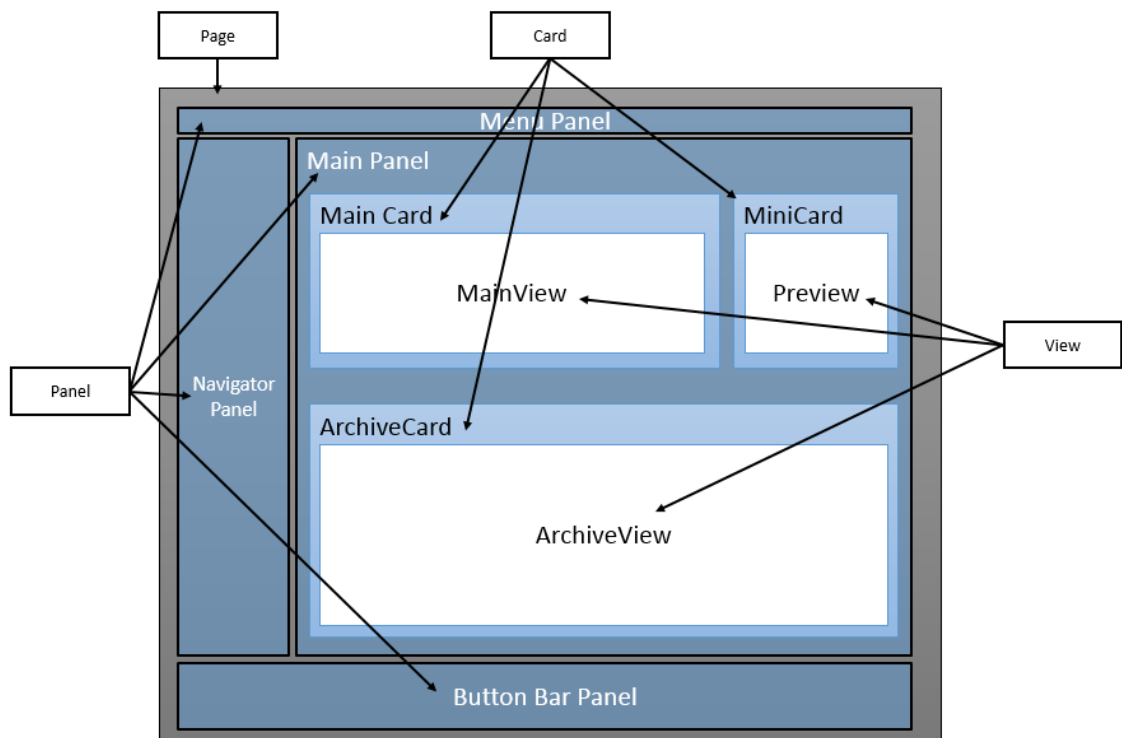 Page
Card
Menu Panel
Main Panel
Main Card
MiniCard
MainView
Preview
View
Panel
Navigator
Panel
ArchiveCard
ArchiveView
Button Bar Panel